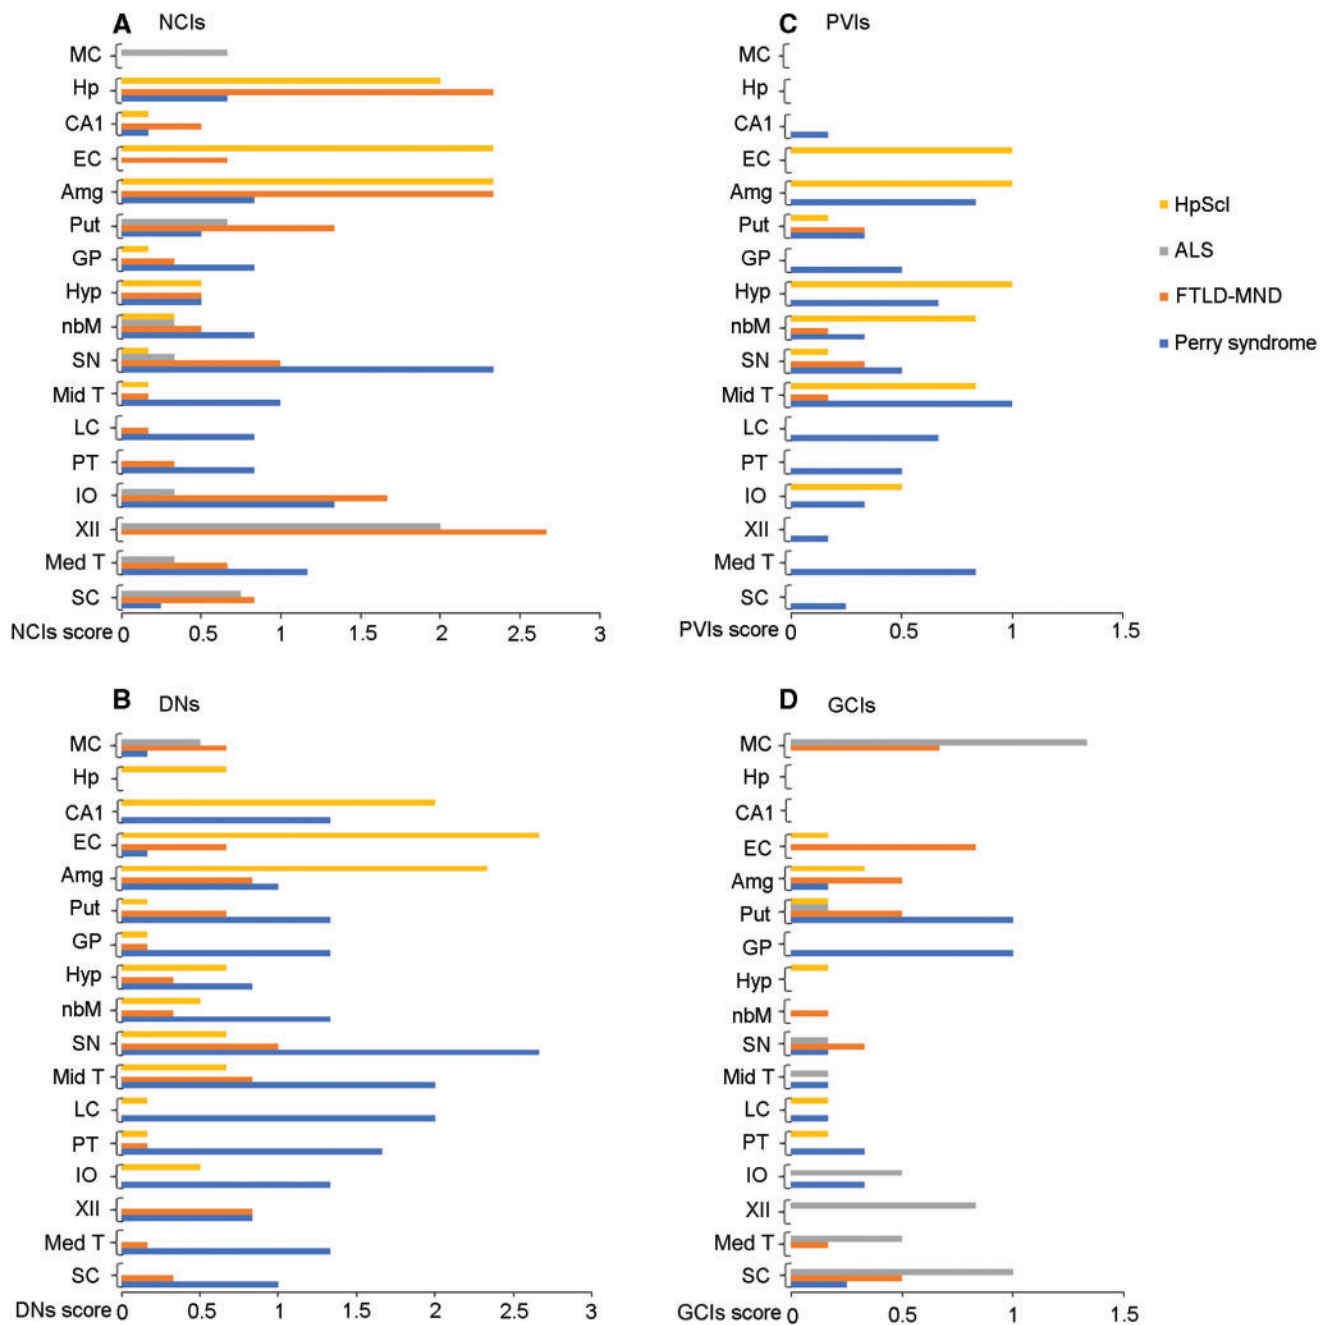 A NCIs
MC
Hp
CA1
EC
Amg
Put
GP
Hyp
nbM
SN
Mid T
LC
PT
IO
XII
Med T
SC
NCIs score 0 0.5 1 1.5 2 2.5 3
C PVIs
MC
Hp
CA1
EC
Amg
Put
GP
Hyp
nbM
SN
Mid T
LC
PT
IO
XII
Med T
SC
PVIs score 0 0.5 1 1.5
HpScl
ALS
FTLD-MND
Perry syndrome
B DNs
MC
Hp
CA1
EC
Amg
Put
GP
Hyp
nbM
SN
Mid T
LC
PT
IO
XII
Med T
SC
DNs score 0 0.5 1 1.5 2 2.5 3
D GCIs
MC
Hp
CA1
EC
Amg
Put
GP
Hyp
nbM
SN
Mid T
LC
PT
IO
XII
Med T
SC
GCIs score 0 0.5 1 1.5